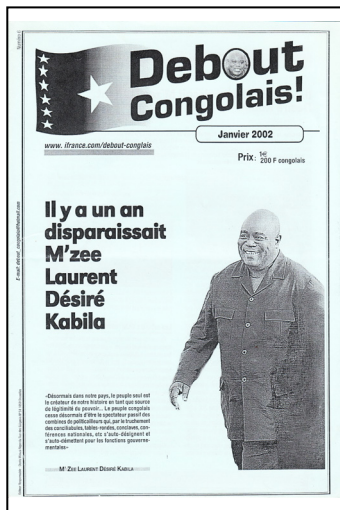 Debout
Congolais!
Janvier 2002
www. ifrance.com/debout-conglais
Prix:
200 F congolais
Il y a un an
disparaissait
M'zee
Laurent
Désiré
Kabila
«Désormais dans notre pays, le peuple seul est
le créateur de notre histoire en tant que source
de légitimité du pouvoir... Le peuple congolais
cesse désormais d'être le spectateur passif des
combines de politicailleurs qui, par le truchement
des conciliabules, tables-rondes, conclaves, con-
férences nationales, etc s'auto-désignent et
s'auto-démettent pour les fonctions gouverne-
mentales»
M' ZEE LAURENT DÉSIRÉ KABILA